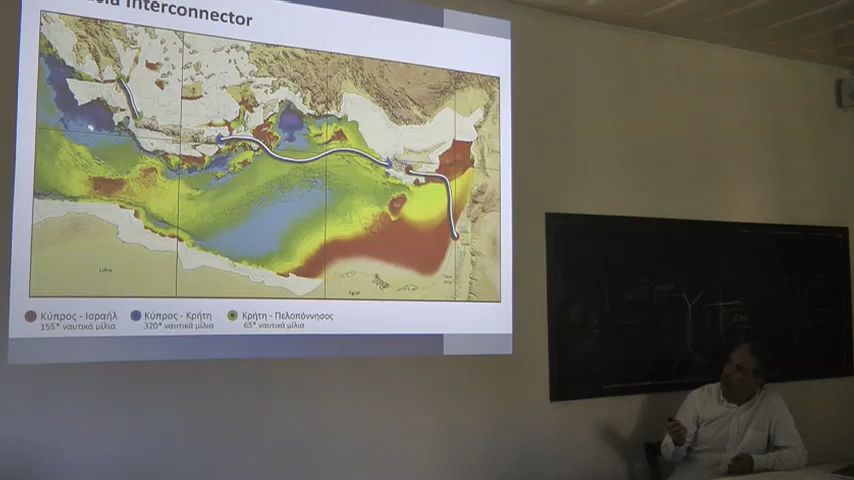 Interconnector
Libya
Egypt
Κύπρος - Ισραήλ
155* ναυτικά μίλια
Κύπρος - Κρήτη
320* ναυτικά μίλια
Κρήτη - Πελοπόννησος
65* ναυτικά μίλια